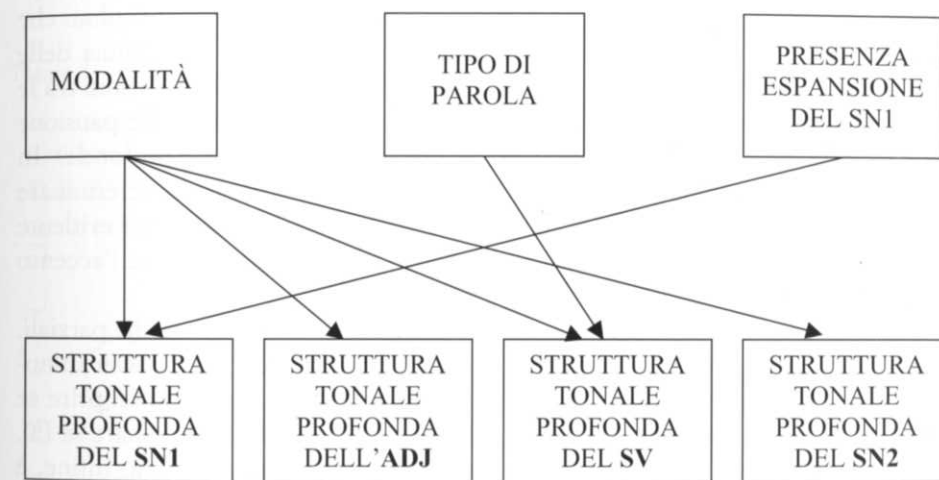 MODALITÀ
TIPO DI
PAROLA
PRESENZA
ESPANSIONE
DEL SN1
STRUTTURA
TONALE
PROFONDA
DEL SN1
STRUTTURA
TONALE
PROFONDA
DELL'ADJ
STRUTTURA
TONALE
PROFONDA
DEL SV
STRUTTURA
TONALE
PROFONDA
DEL SN2